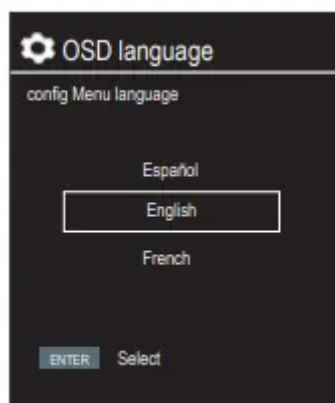 OSD language
config Menu language
Español
English
French
ENTER Select